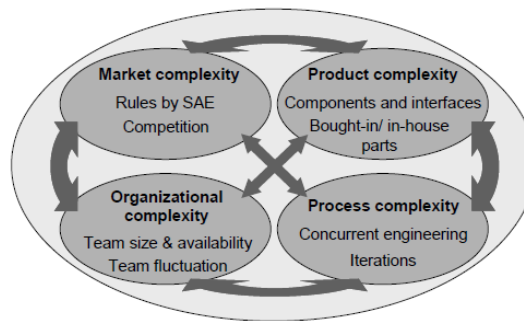 Market complexity
Rules by SAE
Competition
Product complexity
Components and interfaces
Bought-in/ in-house
parts
Organizational
complexity
Team size & availability
Team fluctuation
Process complexity
Concurrent engineering
Iterations